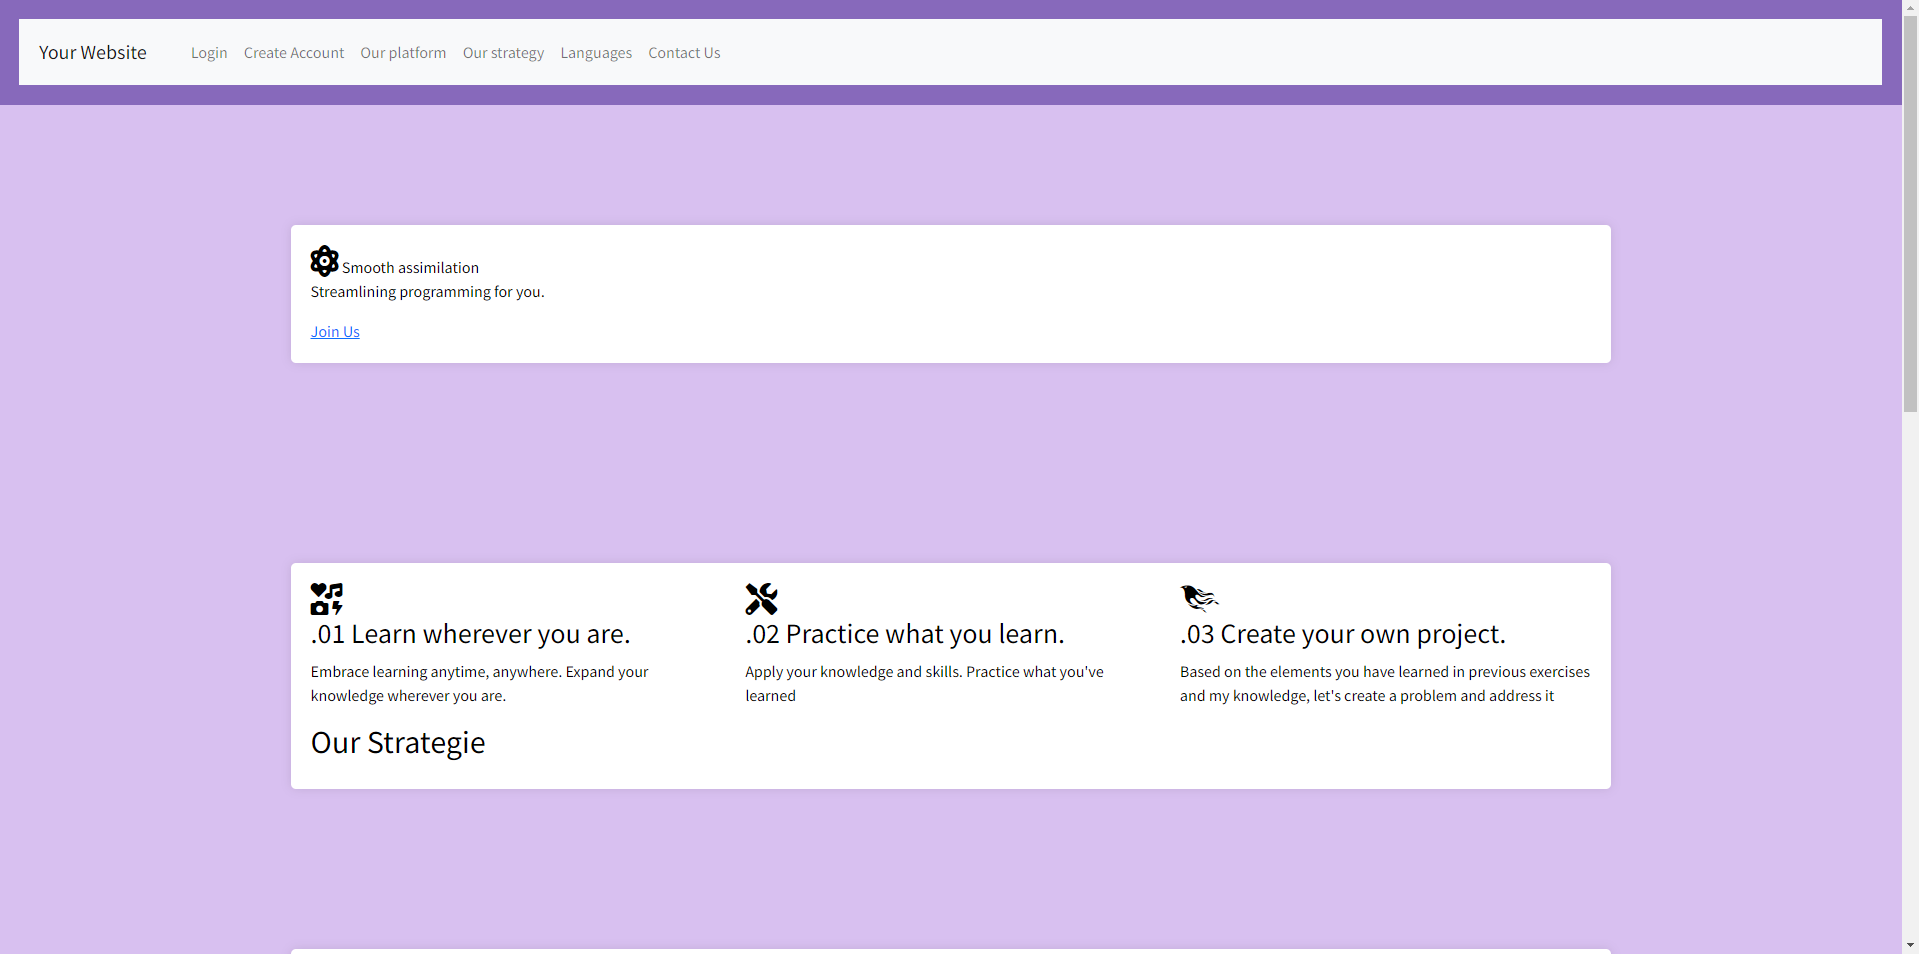 Your Website
Login Create Account Our platform Our strategy Languages Contact Us
Smooth assimilation
Streamlining programming for you.
Join Us
.01 Learn wherever you are.
Embrace learning anytime, anywhere. Expand your
knowledge wherever you are.
.02 Practice what you learn.
Apply your knowledge and skills. Practice what you've
learned
.03 Create your own project.
Based on the elements you have learned in previous exercises
and my knowledge, let's create a problem and address it
Our Strategie